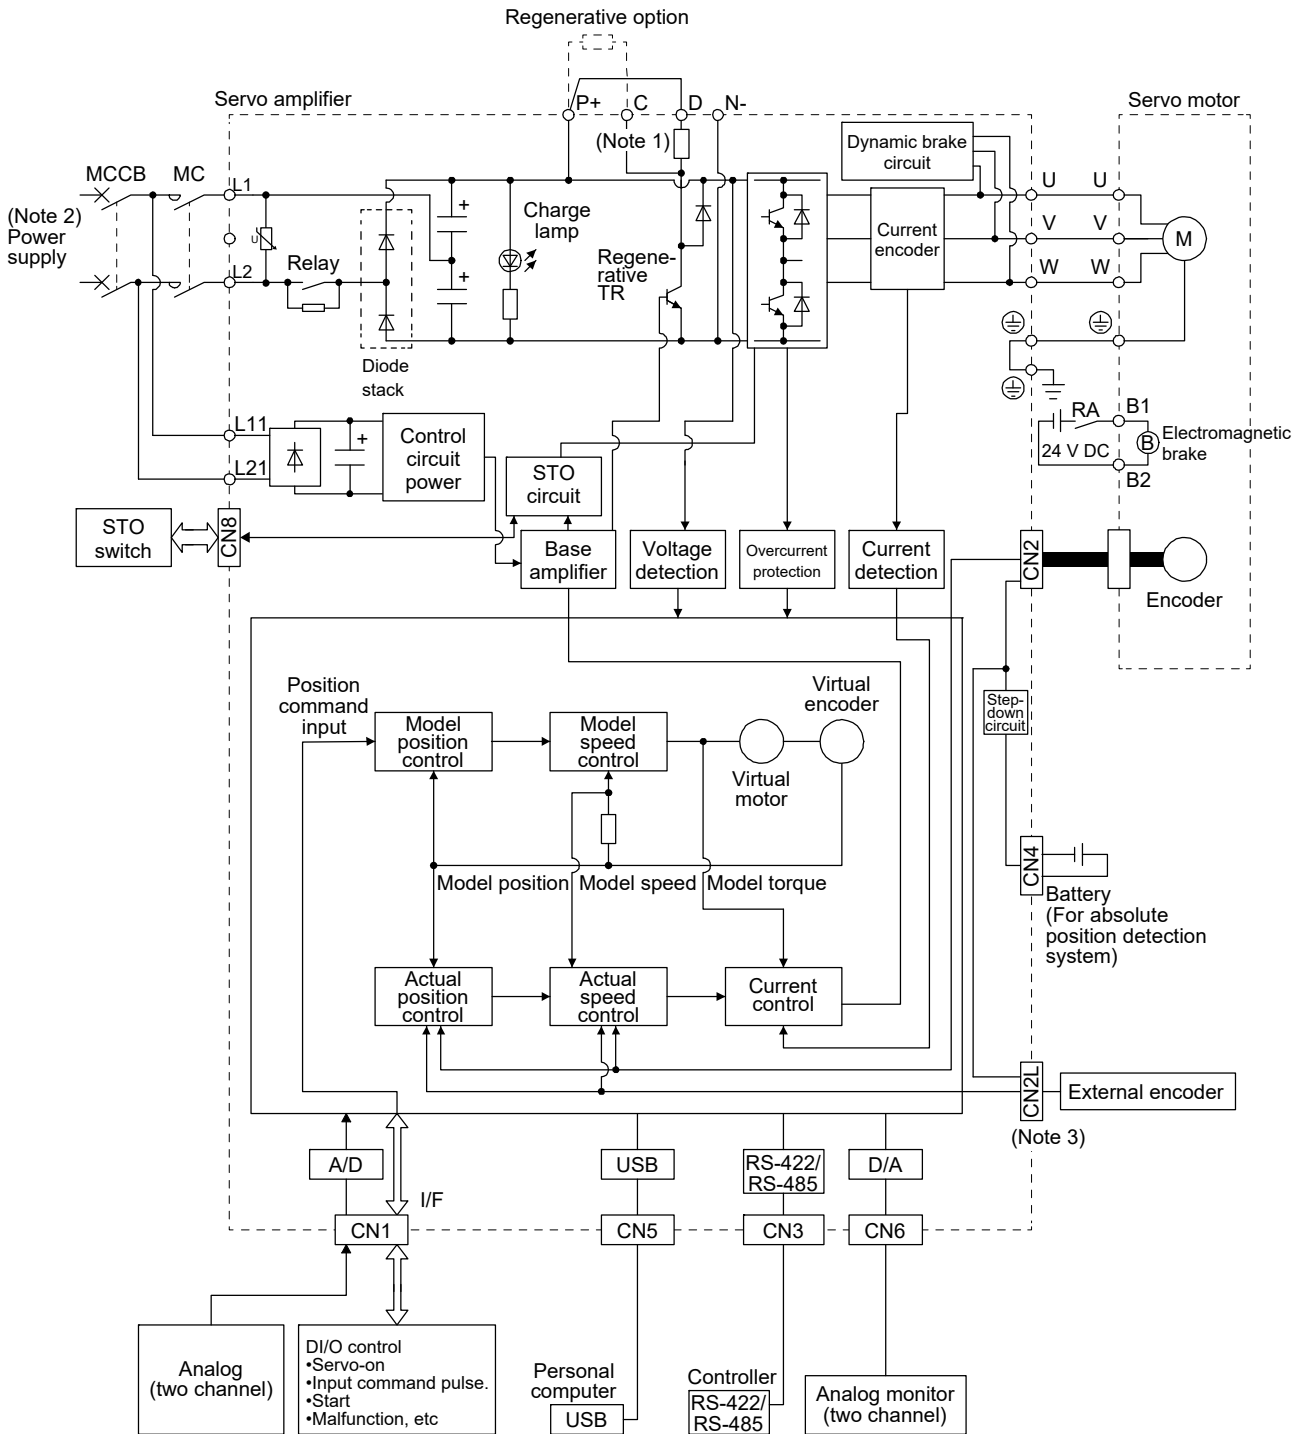 Regenerative option
Servo amplifier
P+
C
D
N-
Servo motor
(Note 1)
Dynamic brake
circuit
MCCB
MC
L1
U
U
(Note 2)
Power
supply
U
Charge
lamp
Current
encoder
V
V
M
Relay
L2
Regene-
rative
TR
W
W
+
+
Diode
stack
L11
+
Control
circuit
power
RA
B1
24 V DC
B
Electromagnetic
brake
L21
STO
circuit
B2
STO
switch
CN8
Base
amplifier
Voltage
detection
Overcurrent
protection
Current
detection
CN2
Encoder
Position
command
input
Virtual
encoder
Model
position
control
Model
speed
control
Step-
down
circuit
Virtual
motor
CN4
Model position
Model speed
Model torque
Battery
(For absolute
position detection
system)
Actual
position
control
Actual
speed
control
Current
control
CN2L
External encoder
(Note 3)
A/D
USB
RS-422/
RS-485
D/A
I/F
CN1
CN5
CN3
CN6
Analog
(two channel)
DI/O control
•Servo-on
•Input command pulse.
•Start
•Malfunction, etc
Personal
computer
USB
Controller
RS-422/
RS-485
Analog monitor
(two channel)